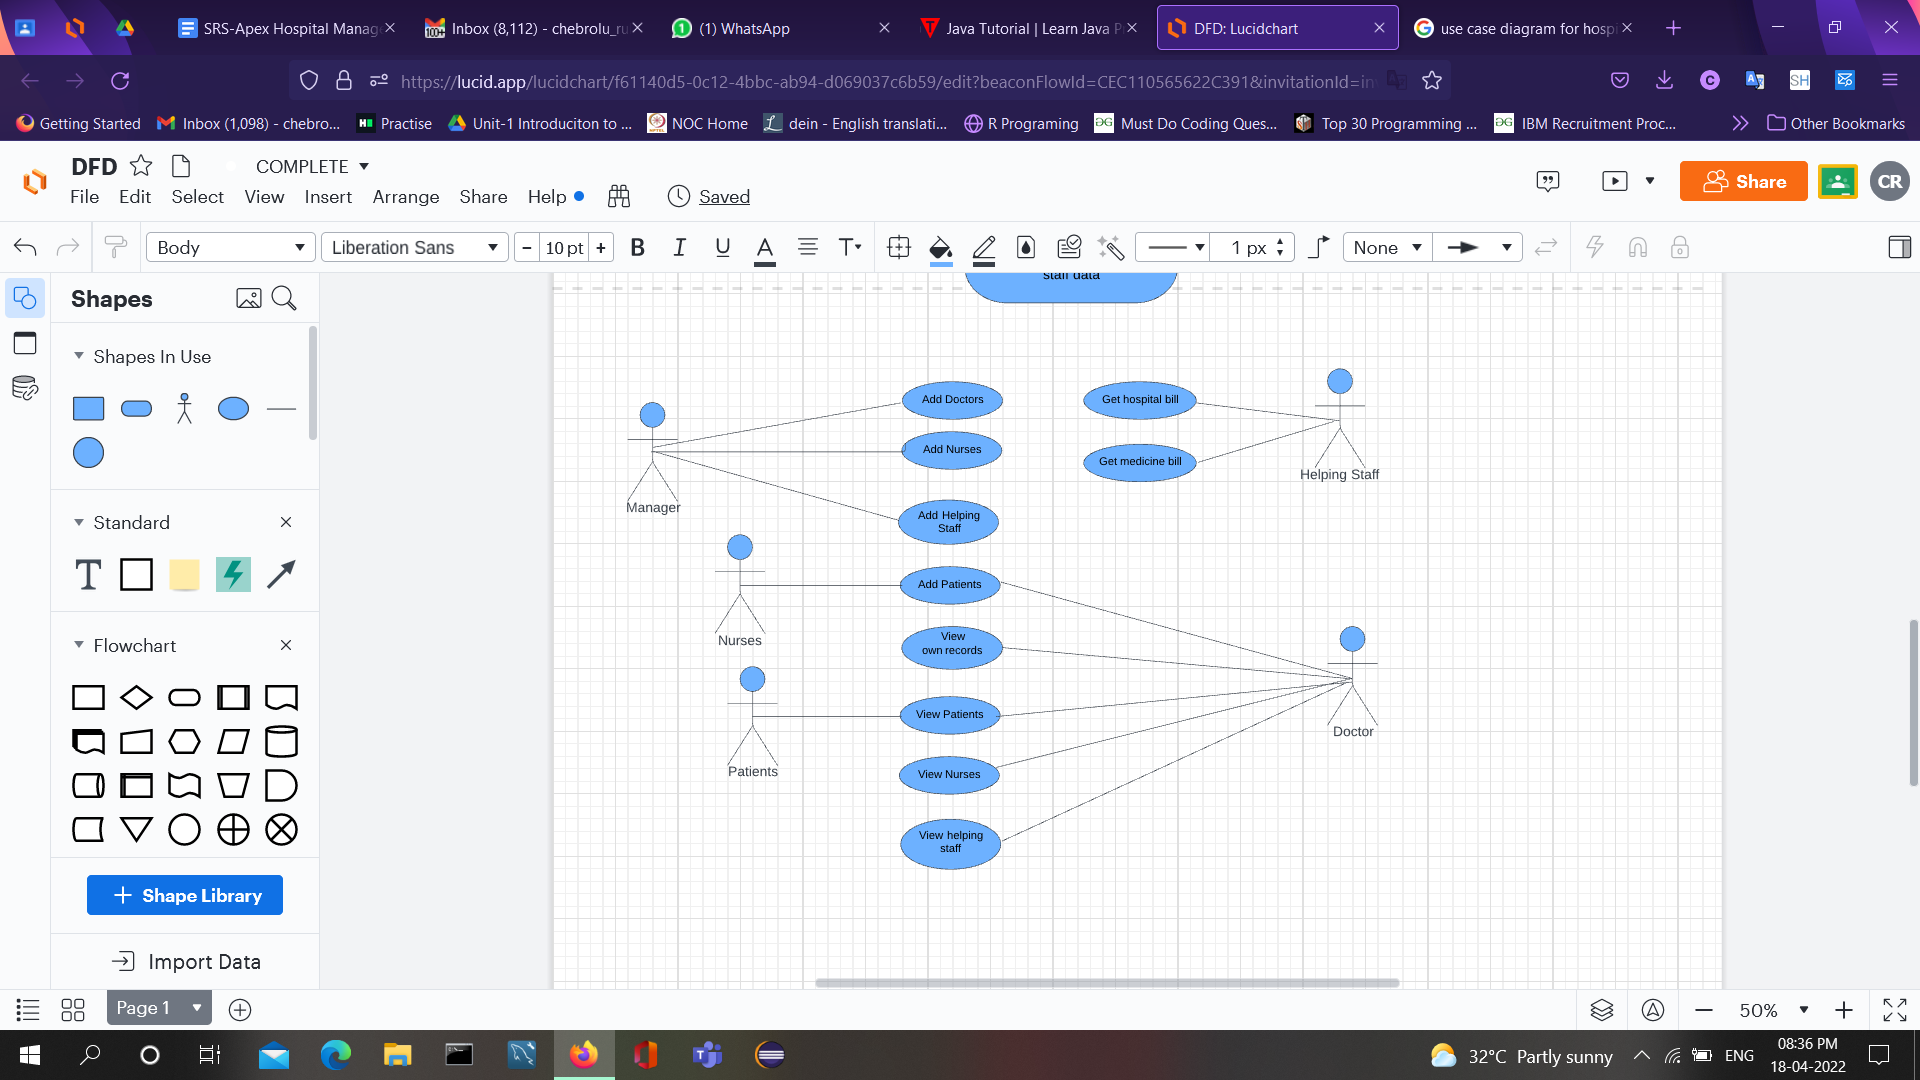 SRS-Apex Hospital Manag
Inbox (8,112) - chebrolu_ru
(1) WhatsApp
Java Tutorial | Learn Java P
DFD: Lucidchart
use case diagram for hospi
https://lucid.app/lucidchart/f61140d5-0c12-4bbc-ab94-d069037c6b59/edit?beaconFlowId=CEC110565622C391&invitationId=in
Getting Started
Inbox (1,098) - chebro...
Practise
Unit-1 Introduciton to ...
NOC Home
dein - English translati...
R Programing
Must Do Coding Ques...
Top 30 Programming ...
IBM Recruitment Proc...
Other Bookmarks
DFD
COMPLETE
File Edit Select View Insert Arrange Share Help
Saved
Share
CR
Body
Liberation Sans
- 10 pt +
B I U A T
1 px
None
Shapes
Shapes In Use
Standard
T
Flowchart
+ Shape Library
Import Data
staff data
Add Doctors
Add Nurses
Add Helping
Staff
Add Patients
View
own records
View Patients
View Nurses
View helping
staff
Get hospital bill
Get medicine bill
Manager
Nurses
Patients
Helping Staff
Doctor
Page 1
50%
32°C Partly sunny
ENG
08:36 PM
18-04-2022